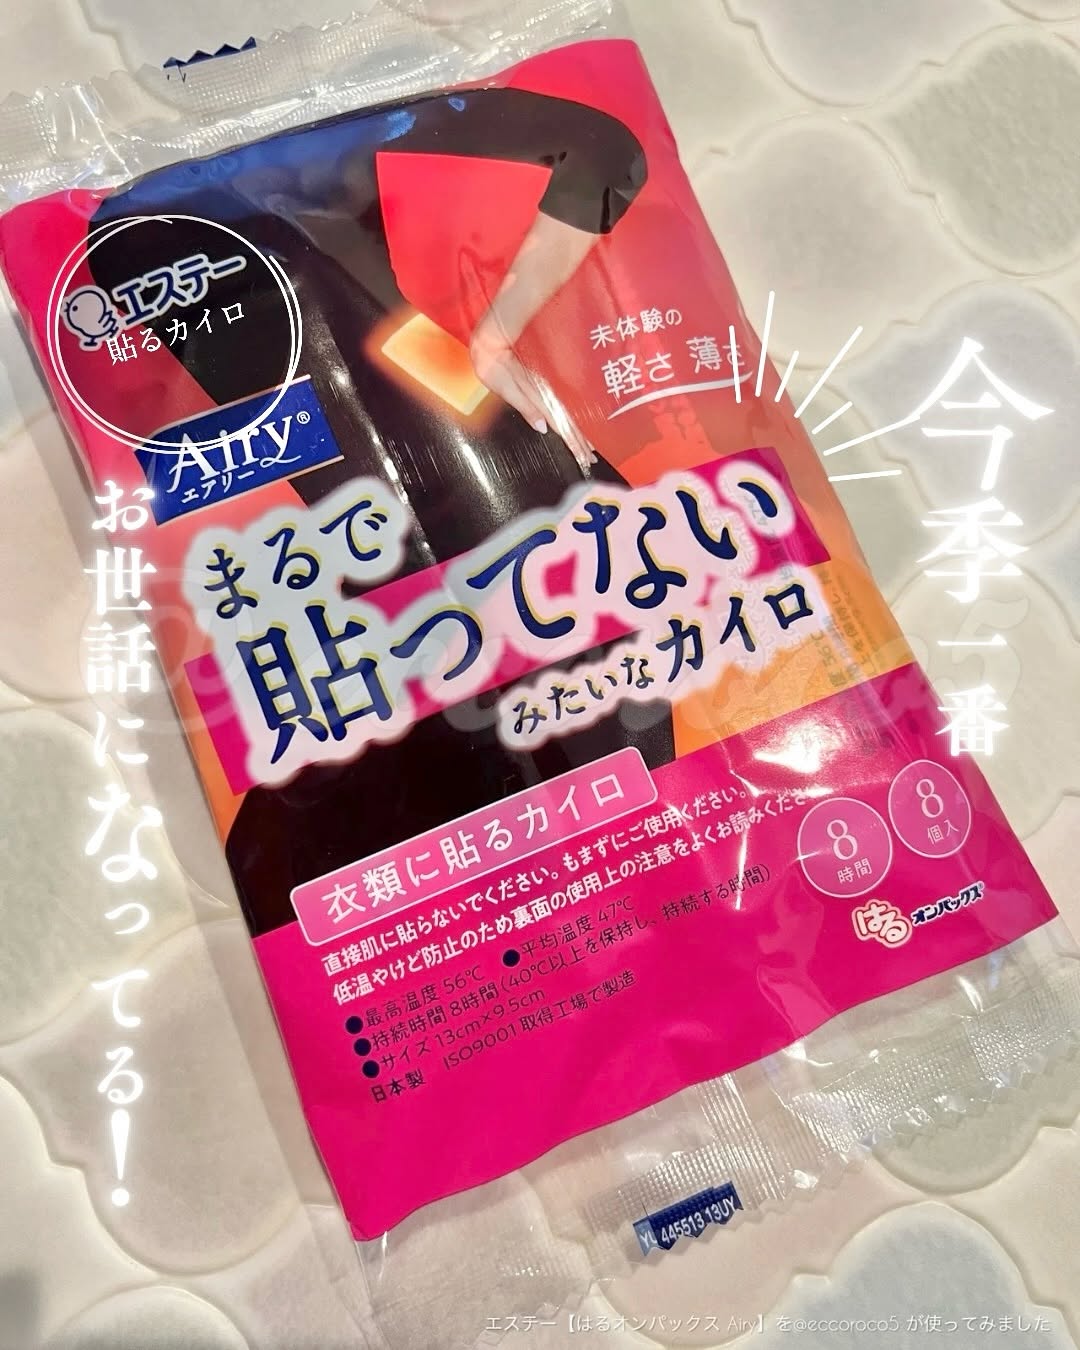 エステー
貼るカイロ
Airy®
エアリー
未体験の
軽さ 薄さ
今季一番
お世話になってる!
まるで
貼ってない
みたいなカイロ
衣類に貼るカイロ
直接肌に貼らないでください。もまずにご使用ください。
低温やけど防止のため裏面の使用上の注意をよくお読みくださ
●最高温度 56℃ ●平均温度 47℃
●持続時間 8時間(40℃以上を保持し、持続する時間)
●サイズ 13cm×9.5cm
日本製 ISO9001 取得工場で製造
8
時間
8
個入
はる オンパックス
YL 445513 13UY
エステー【はるオンパックス Airy】を@eccoroco5 が使ってみました